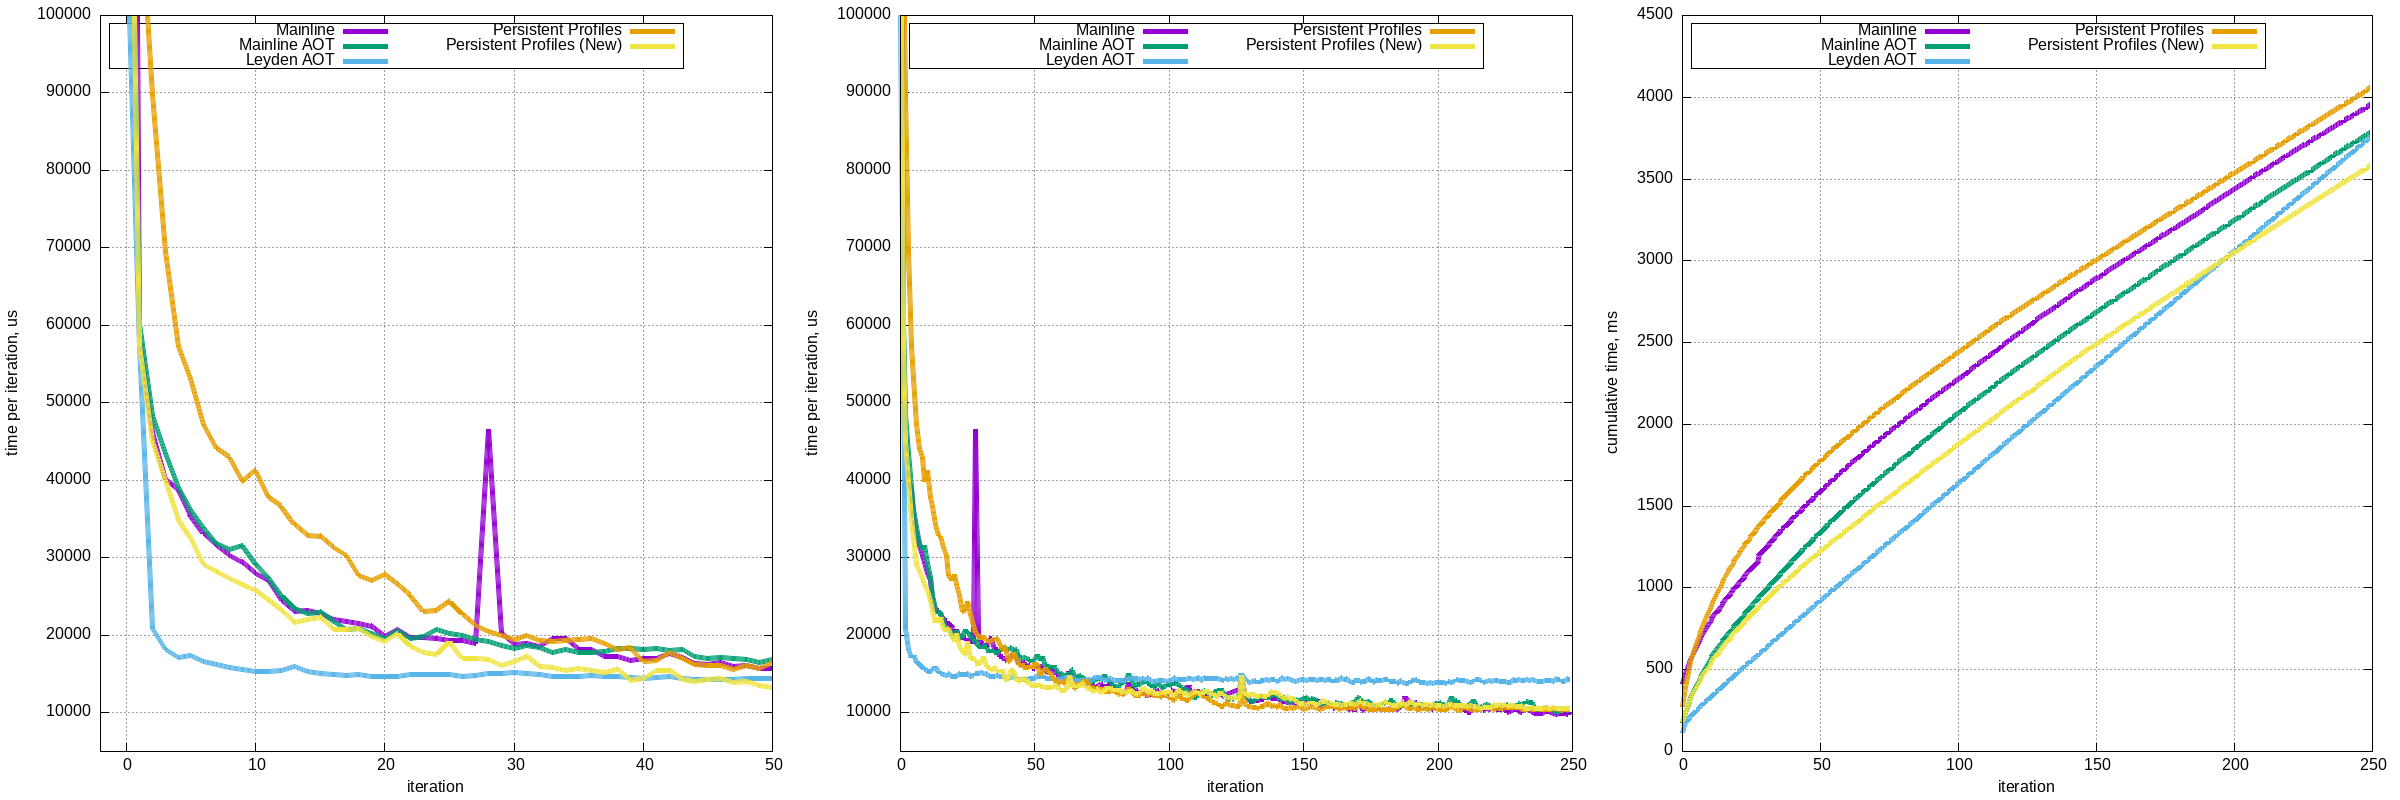 100000
90000
80000
70000
60000
50000
40000
30000
20000
10000
0 10 20 30 40 50
time per iteration, us
iteration
Mainline
Mainline AOT
Leyden AOT
Persistent Profiles
Persistent Profiles (New)
100000
90000
80000
70000
60000
50000
40000
30000
20000
10000
0 50 100 150 200 250
time per iteration, us
iteration
Mainline
Mainline AOT
Leyden AOT
Persistent Profiles
Persistent Profiles (New)
4500
4000
3500
3000
2500
2000
1500
1000
500
0
0 50 100 150 200 250
cumulative time, ms
iteration
Mainline
Mainline AOT
Leyden AOT
Persistent Profiles
Persistent Profiles (New)